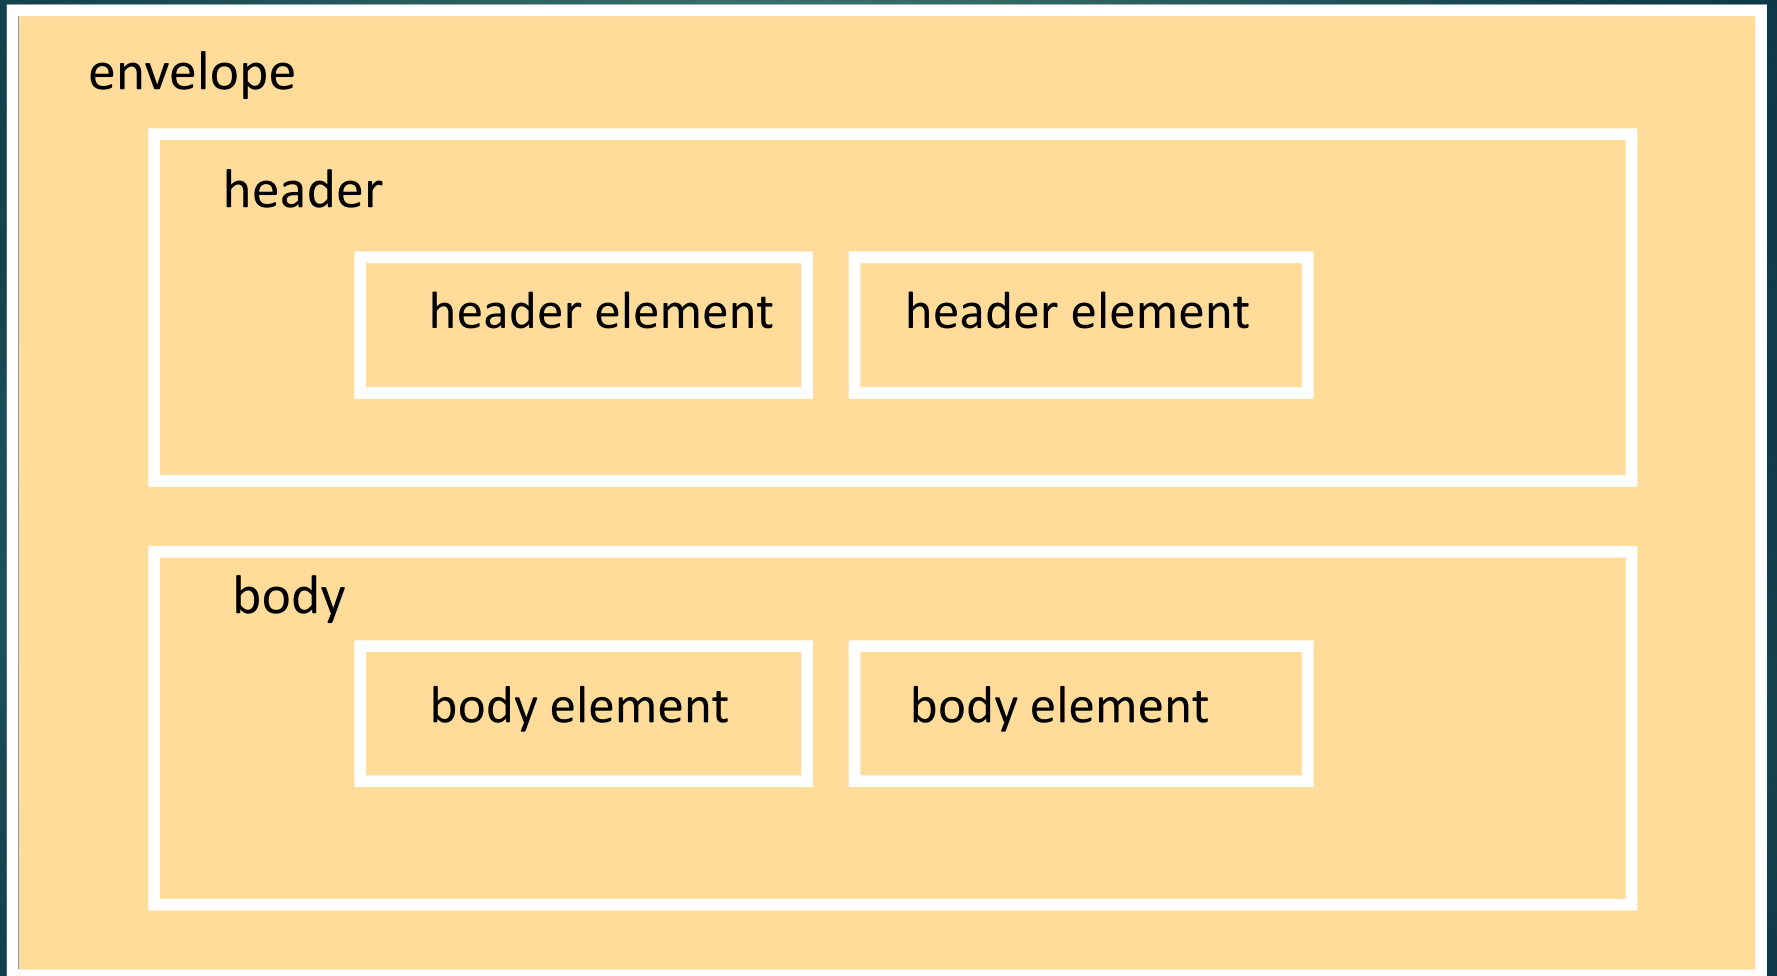 envelope
header
header element
header element
body
body element
body element